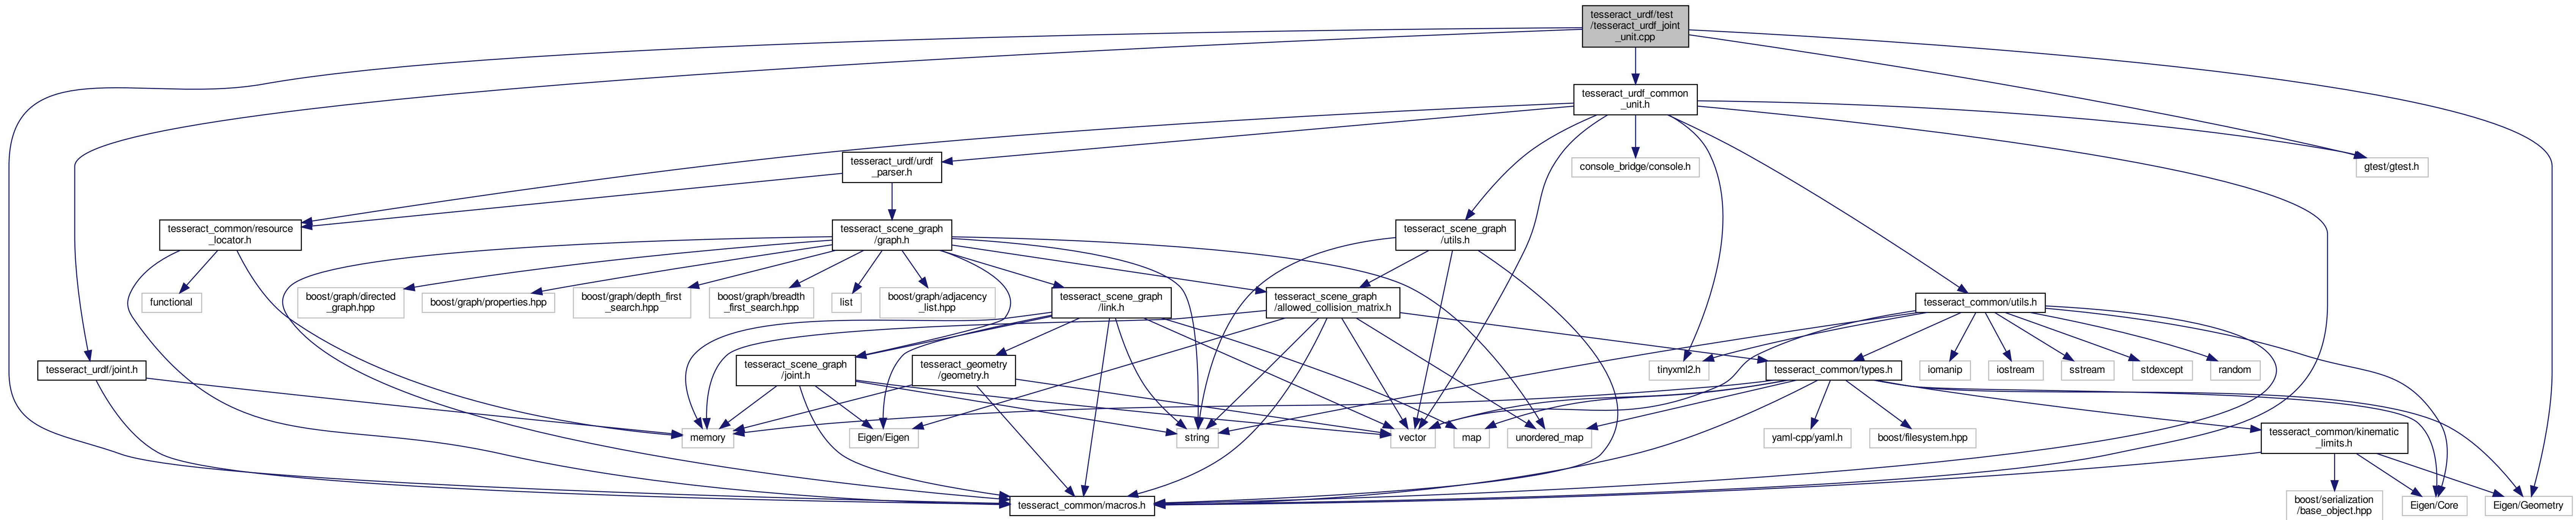 tesseract_urdf/test
/tesseract_urdf_joint
_unit.cpp
tesseract_urdf_common
_unit.h
tesseract_urdf/urdf
_parser.h
console_bridge/console.h
gtest/gtest.h
tesseract_common/resource
_locator.h
tesseract_scene_graph
/graph.h
tesseract_scene_graph
/utils.h
functional
boost/graph/directed
_graph.hpp
boost/graph/properties.hpp
boost/graph/depth_first
_search.hpp
boost/graph/breadth
_first_search.hpp
list
boost/graph/adjacency
_list.hpp
tesseract_scene_graph
/link.h
tesseract_scene_graph
/allowed_collision_matrix.h
tesseract_common/utils.h
tesseract_urdf/joint.h
tesseract_scene_graph
/joint.h
tesseract_geometry
/geometry.h
tinyxml2.h
tesseract_common/types.h
iomanip
iostream
sstream
stdexcept
random
memory
Eigen/Eigen
string
vector
map
unordered_map
yaml-cpp/yaml.h
boost/filesystem.hpp
tesseract_common/kinematic
_limits.h
tesseract_common/macros.h
boost/serialization
/base_object.hpp
Eigen/Core
Eigen/Geometry